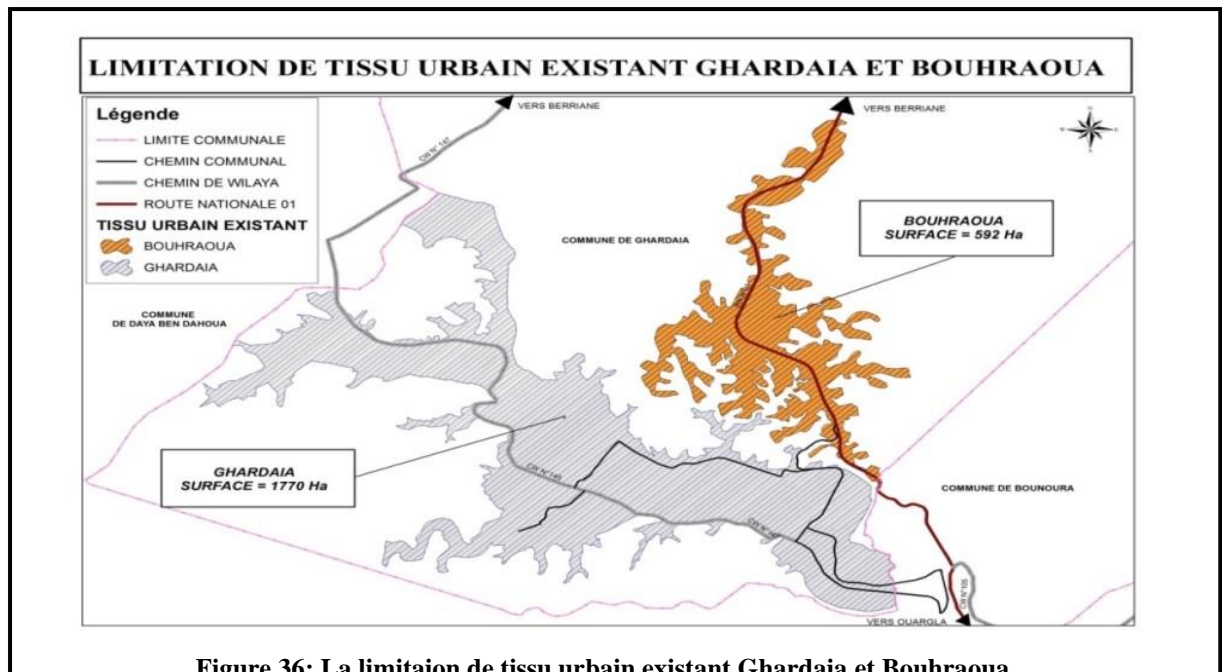 LIMITATION DE TISSU URBAIN EXISTANT GHARDAIA ET BOUHRAOUA
Légende
LIMITE COMMUNALE
CHEMIN COMMUNAL
CHEMIN DE WILAYA
ROUTE NATIONALE 01
TISSU URBAIN EXISTANT
BOUHRAOUA
GHARDAIA
VERS BERRIANE
VERS BERRIANE
CW N° 147
COMMUNE DE GHARDAIA
BOUHRAOUA
SURFACE = 592 Ha
COMMUNE
DE DAYA BEN DAHOUA
GHARDAIA
SURFACE = 1770 Ha
COMMUNE DE BOUNOURA
VERS OUARGLA
Figure 36: La limitaion de tissu urbain existant Ghardaia et Bouhraoua